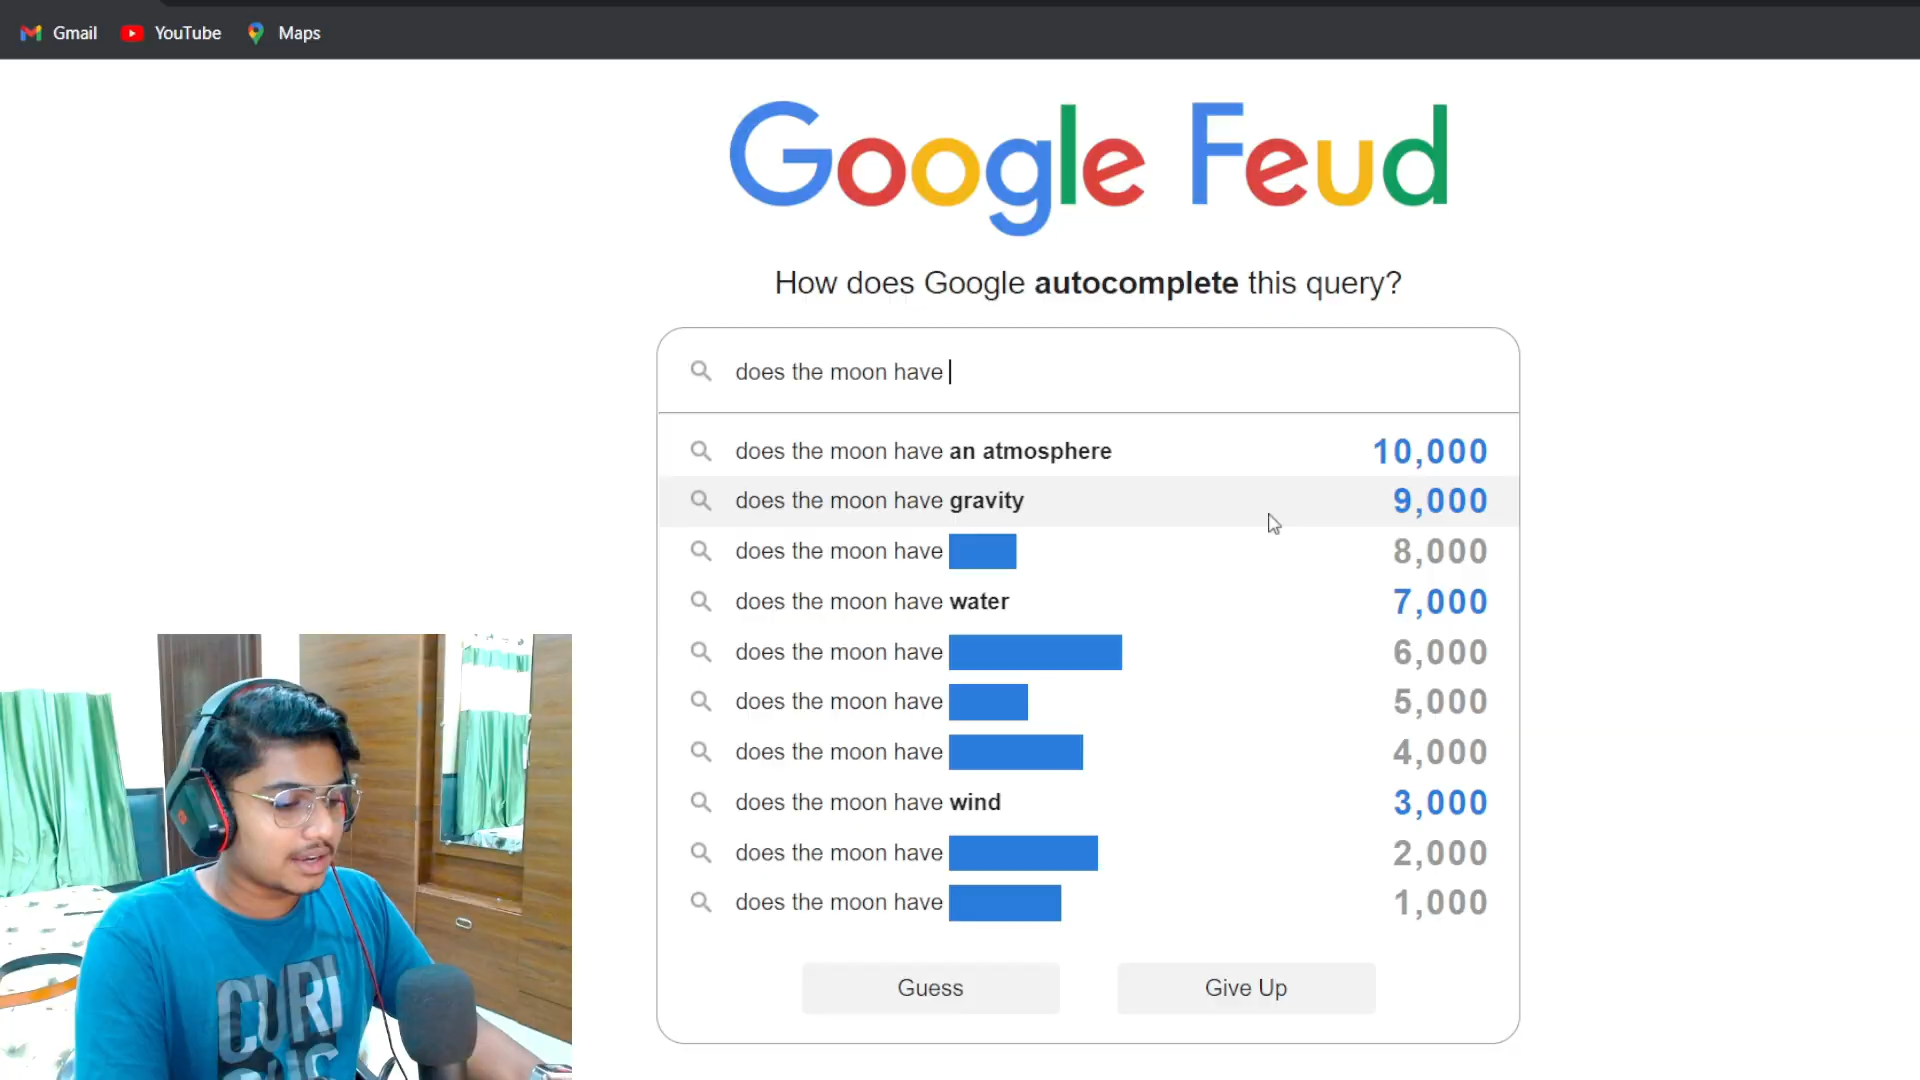 Gmail YouTube Maps
Google Feud
How does Google autocomplete this query?
does the moon have
does the moon have an atmosphere 10,000
does the moon have gravity 9,000
does the moon have 8,000
does the moon have water 7,000
does the moon have 6,000
does the moon have 5,000
does the moon have 4,000
does the moon have wind 3,000
does the moon have 2,000
does the moon have 1,000
Guess Give Up
CURI